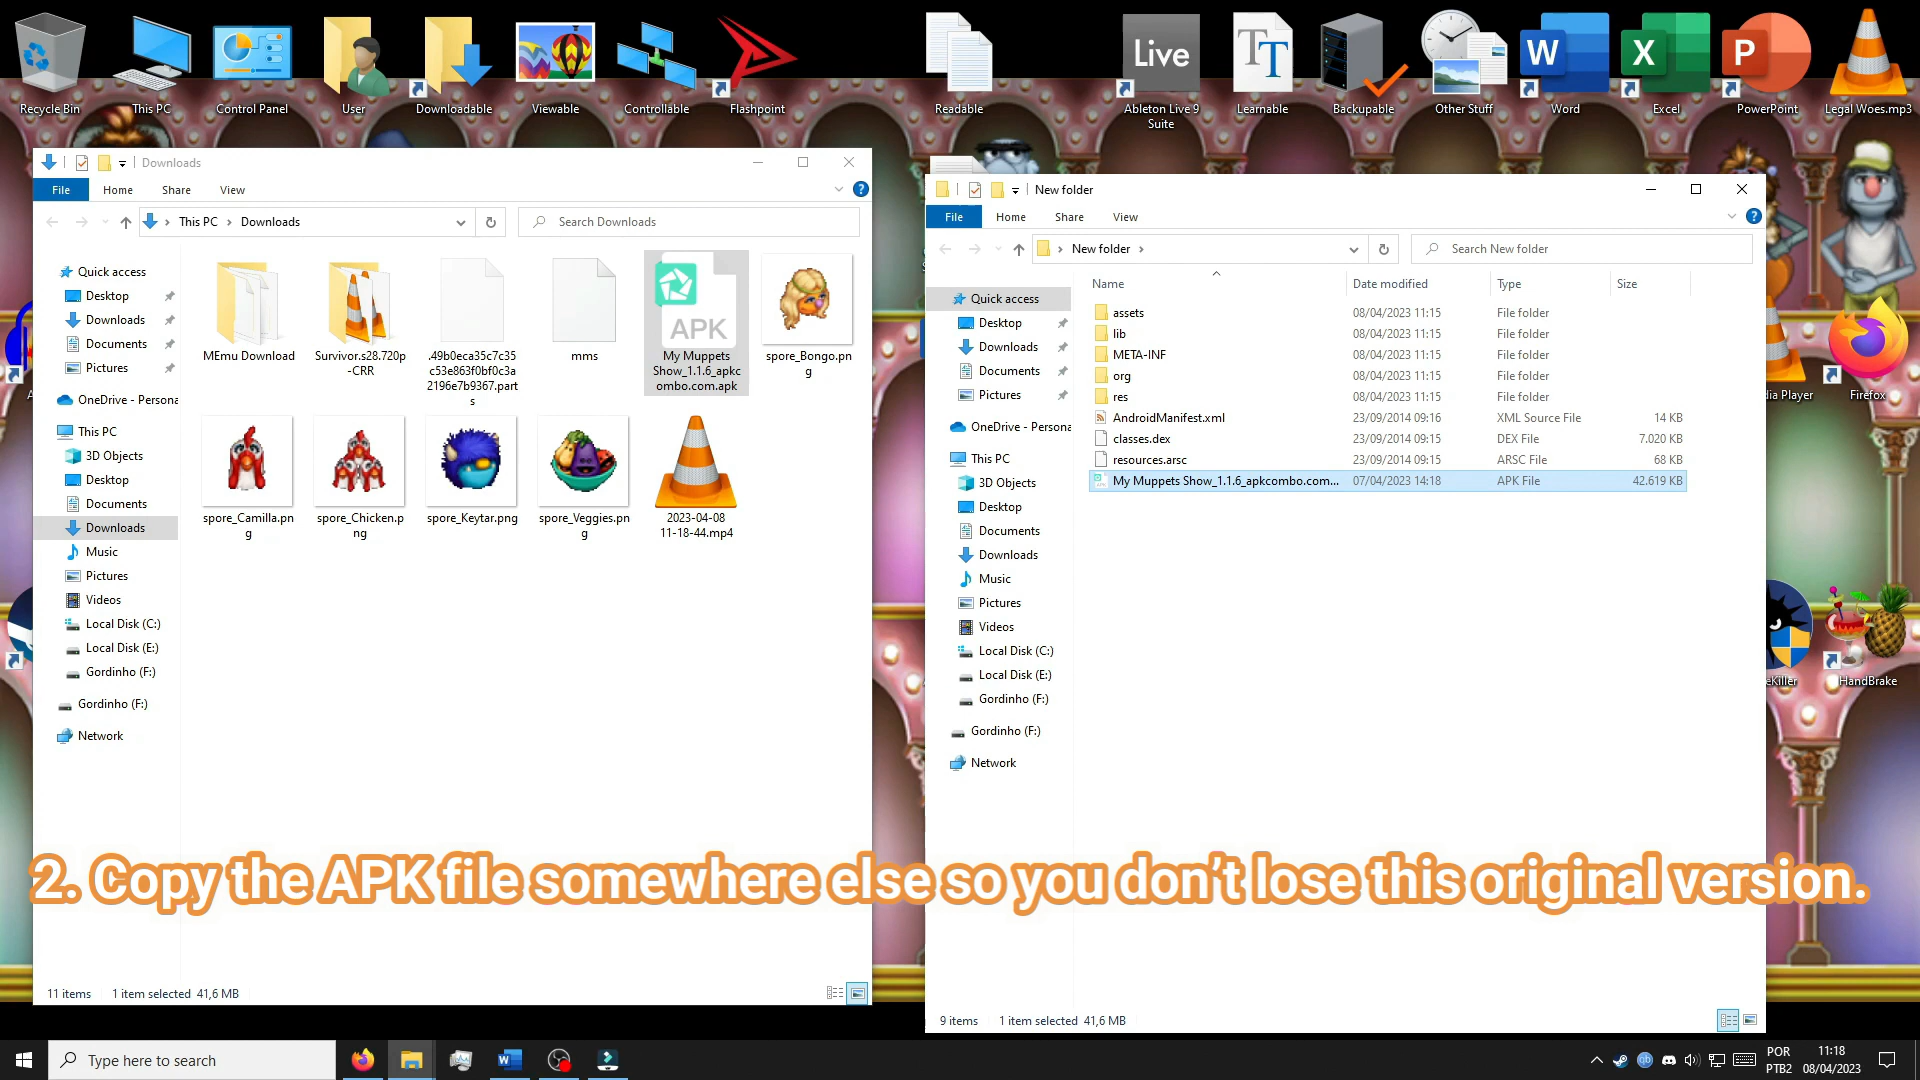 Recycle Bin
This PC
Control Panel
User
Downloadable
Viewable
Controllable
Flashpoint
Readable
Live
Ableton Live 9
Suite
TT
Learnable
Backupable
Other Stuff
W
Word
X
Excel
P
PowerPoint
Legal Woes.mp3
Downloads
File
Home
Share
View
This PC
Downloads
Search Downloads
Quick access
Desktop
Downloads
Documents
Pictures
OneDrive - Persona
This PC
3D Objects
Desktop
Documents
Downloads
Music
Pictures
Videos
Local Disk (C:)
Local Disk (E:)
Gordinho (F:)
Gordinho (F:)
Network
MEmu Download
Survivor.s28.720p
-CRR
.49b0eca35c7c35
c53e863f0bf0c3a
2196e7b9367.part
s
mms
APK
My Muppets
Show_1.1.6_apkc
ombo.com.apk
spore_Bongo.pn
g
spore_Camilla.pn
g
spore_Chicken.p
ng
spore_Keytar.png
spore_Veggies.pn
g
2023-04-08
11-18-44.mp4
11 items
1 item selected 41,6 MB
New folder
File
Home
Share
View
New folder
Search New folder
Quick access
Desktop
Downloads
Documents
Pictures
OneDrive - Persona
This PC
3D Objects
Desktop
Documents
Downloads
Music
Pictures
Videos
Local Disk (C:)
Local Disk (E:)
Gordinho (F:)
Gordinho (F:)
Network
Name Date modified Type Size
assets 08/04/2023 11:15 File folder
lib 08/04/2023 11:15 File folder
META-INF 08/04/2023 11:15 File folder
org 08/04/2023 11:15 File folder
res 08/04/2023 11:15 File folder
AndroidManifest.xml 23/09/2014 09:16 XML Source File 14 KB
classes.dex 23/09/2014 09:15 DEX File 7.020 KB
resources.arsc 23/09/2014 09:15 ARSC File 68 KB
My Muppets Show_1.1.6_apkcombo.com... 07/04/2023 14:18 APK File 42.619 KB
9 items
1 item selected 41,6 MB
dia Player
Firefox
eKiller
HandBrake
2. Copy the APK file somewhere else so you don't lose this original version.
Type here to search
POR
PTB2
11:18
08/04/2023